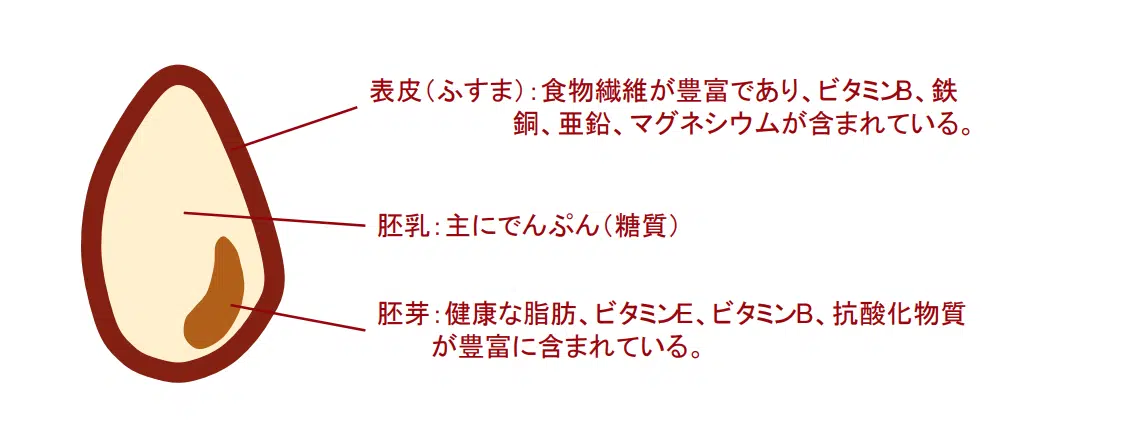 表皮(ふすま):食物繊維が豊富であり、ビタミンB、鉄
銅、亜鉛、マグネシウムが含まれている。
胚乳:主にでんぷん(糖質)
胚芽:健康な脂肪、ビタミンE、ビタミンB、抗酸化物質
が豊富に含まれている。